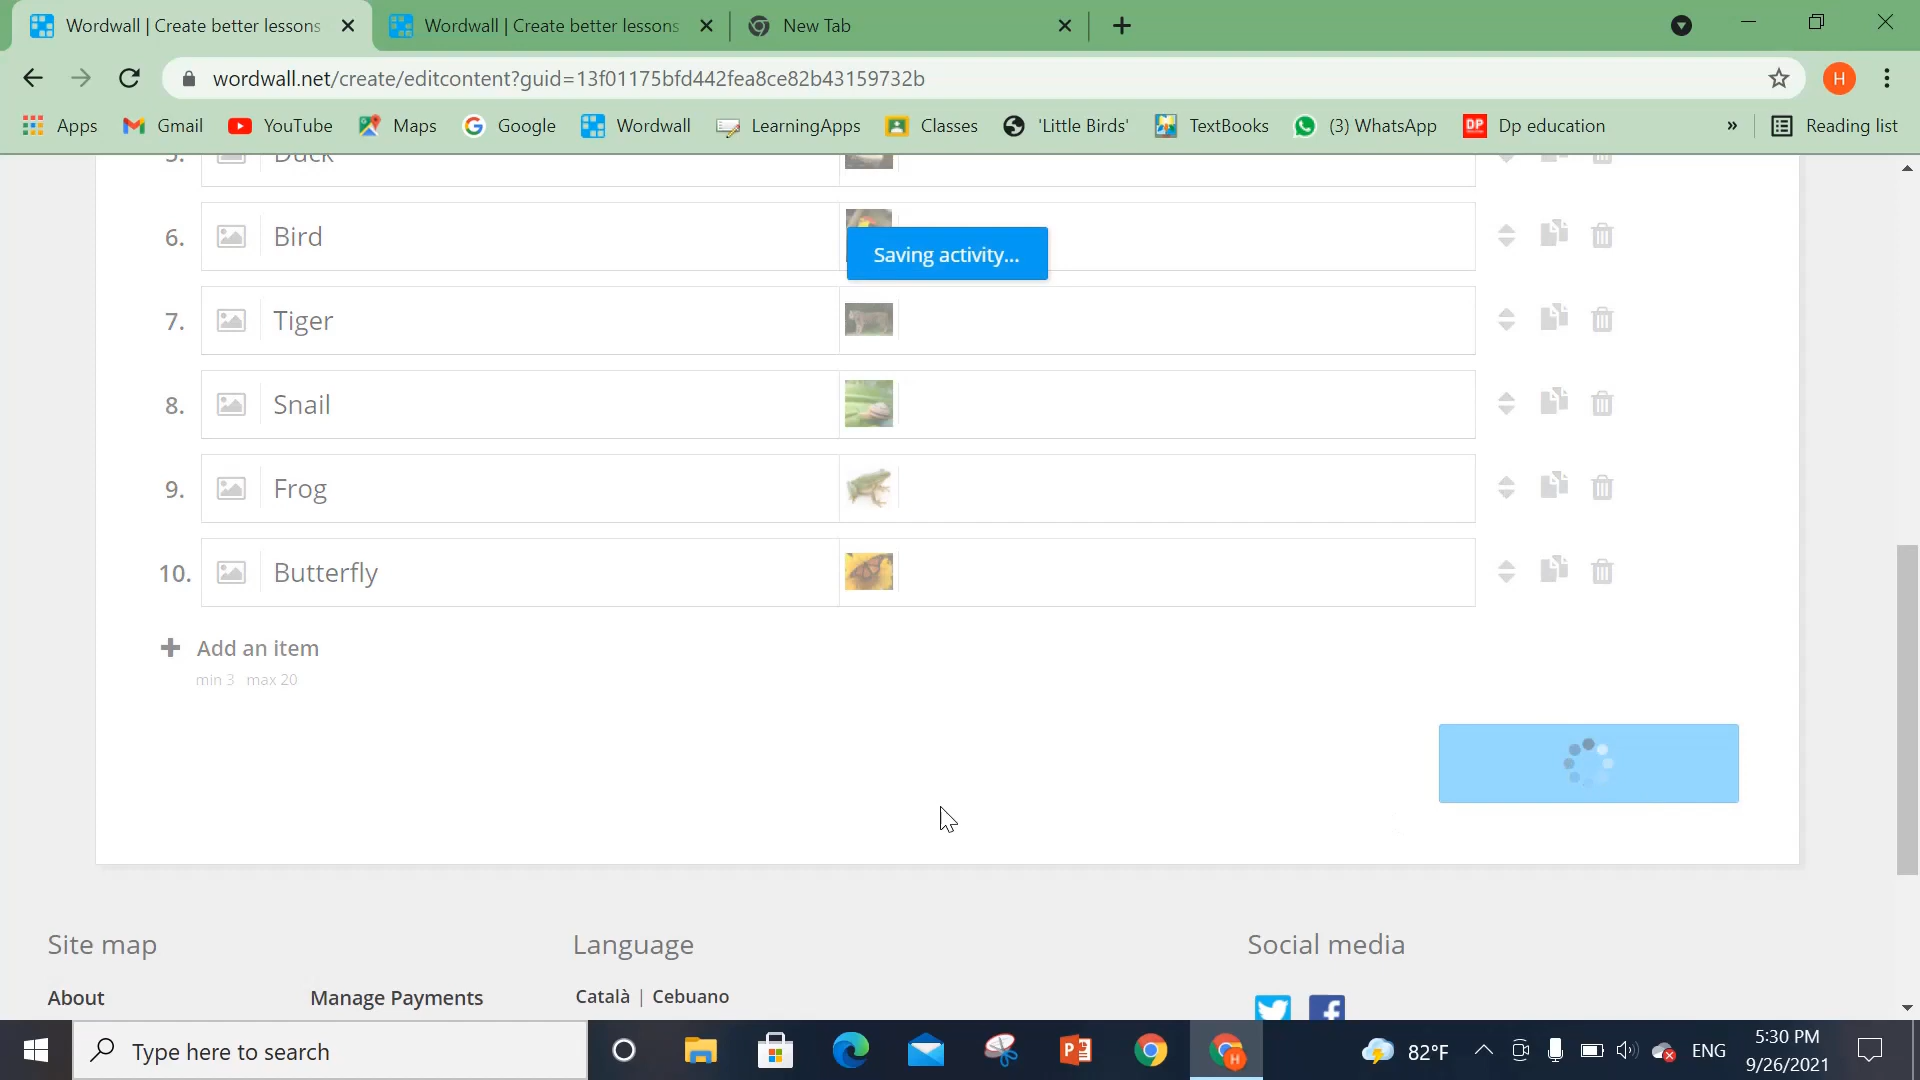 Wordwall | Create better lessons
Wordwall | Create better lessons
New Tab
wordwall.net/create/editcontent?guid=13f01175bfd442fea8ce82b43159732b
H
Apps
Gmail
YouTube
Maps
Google
Wordwall
LearningApps
Classes
'Little Birds'
TextBooks
(3) WhatsApp
DP
Dp education
»
Reading list
5. Duck
6. Bird
Saving activity...
7. Tiger
8. Snail
9. Frog
10. Butterfly
Add an item
min 3 max 20
Site map
Language
Social media
About
Manage Payments
Català | Cebuano
Type here to search
82°F
ENG
5:30 PM
9/26/2021